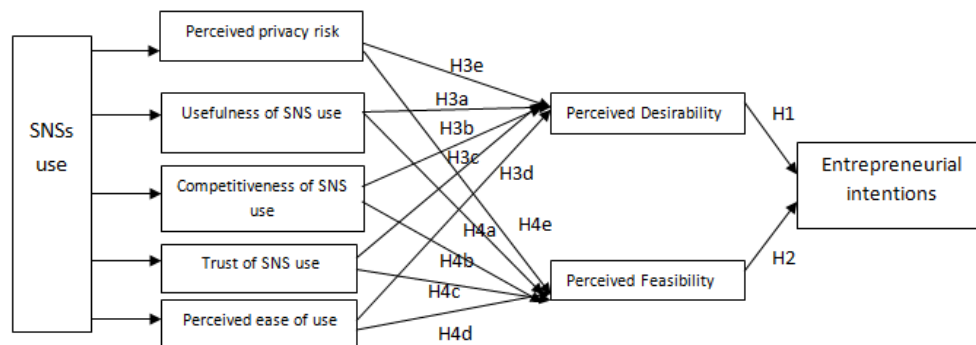 Perceived privacy risk
H3e
H3a
Usefulness of SNS use
Perceived Desirability
H1
SNSs
use
H3b
H3c
H3d
Competitiveness of SNS
use
Entrepreneurial
intentions
H4a
H4e
Trust of SNS use
H4b
H4c
Perceived Feasibility
H2
Perceived ease of use
H4d